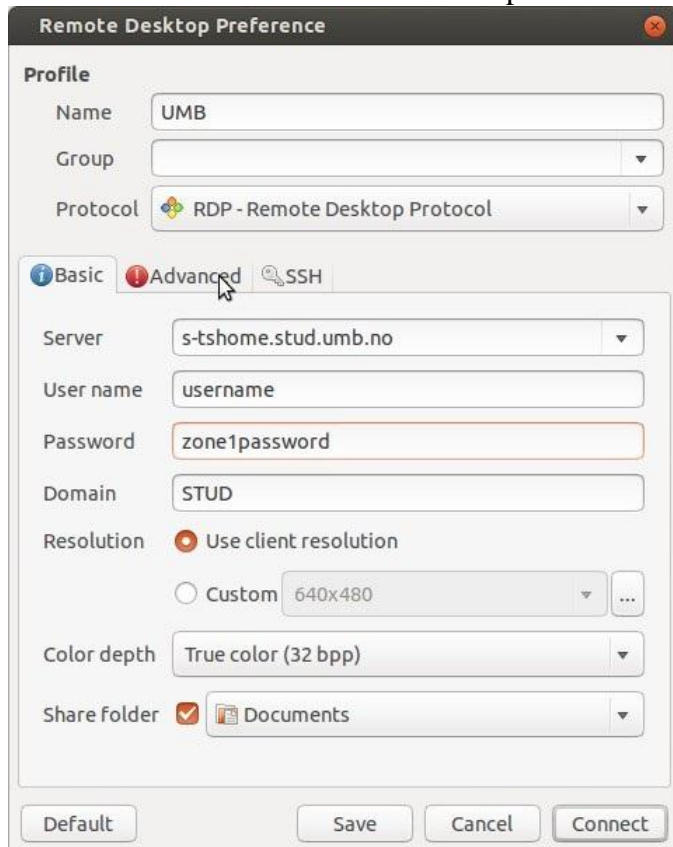 Remote Desktop Preference
Profile
Name UMB
Group
Protocol RDP - Remote Desktop Protocol
Basic Advanced SSH
Server s-tshome.stud.umb.no
User name username
Password zone1password
Domain STUD
Resolution Use client resolution
Custom 640x480 ...
Color depth True color (32 bpp)
Share folder Documents
Default Save Cancel Connect